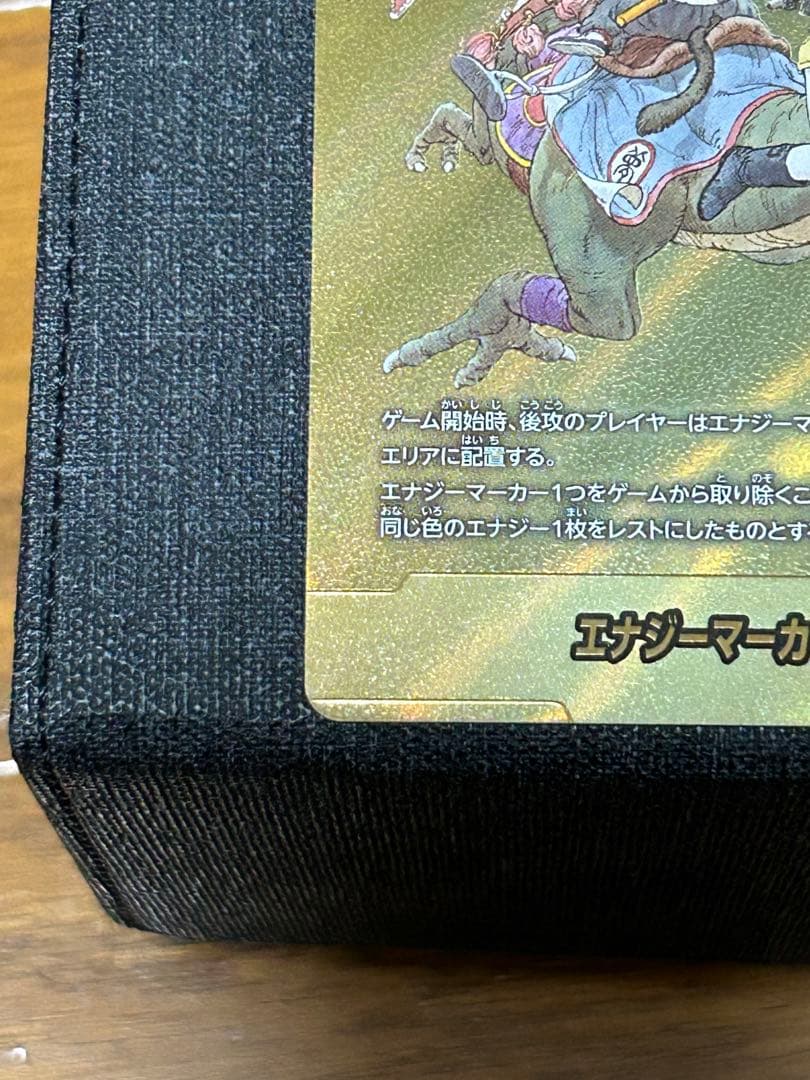 ゲーム開始時、後攻のプレイヤーはエナジーマ
エリアに配置する。
エナジーマーカー1つをゲームから取り除くこ
同じ色のエナジー1枚をレストにしたものとす
エナジーマーカ